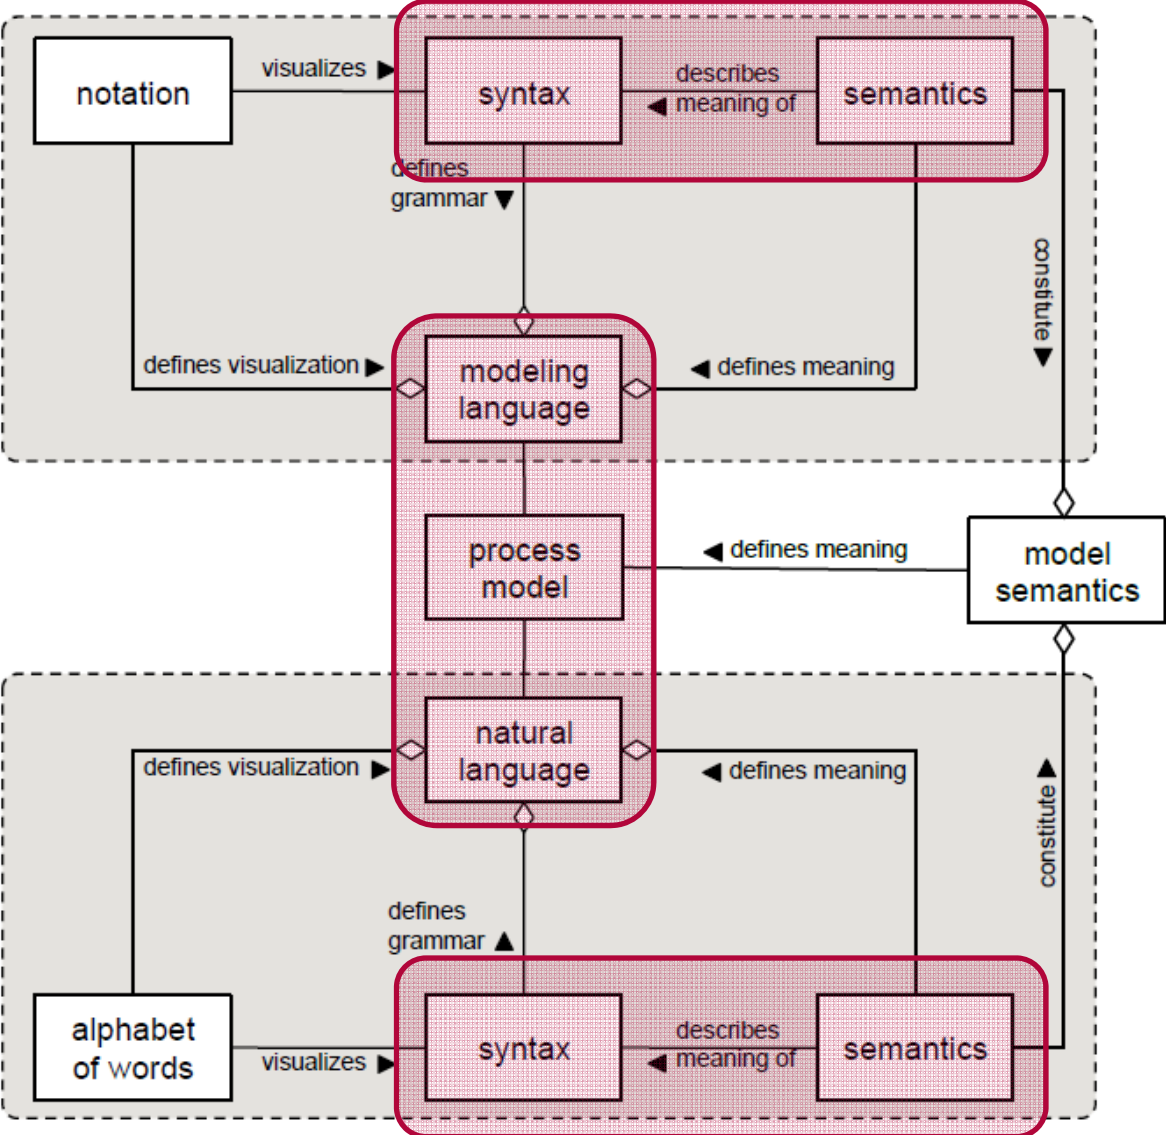 visualizes ►
describes
notation
syntax
◄ meaning of
semantics
defines
grammar ▼
constitute ►
defines visualization ►
modeling
language
◄ defines meaning
process
model
◄ defines meaning
model
semantics
natural
language
defines visualization ►
◄ defines meaning
constitute ►
defines
grammar ▲
alphabet
of words
visualizes ►
syntax
describes
◄ meaning of
semantics